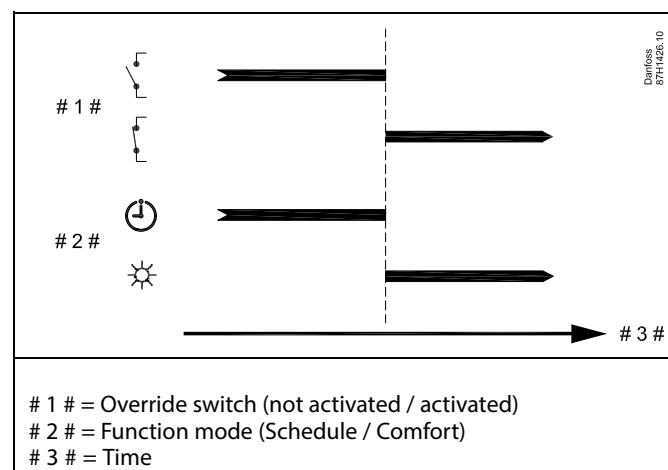 Danfoss
87H1426.10
# 1 #
# 2 #
# 3 #
# 1 # = Override switch (not activated / activated)
# 2 # = Function mode (Schedule / Comfort)
# 3 # = Time